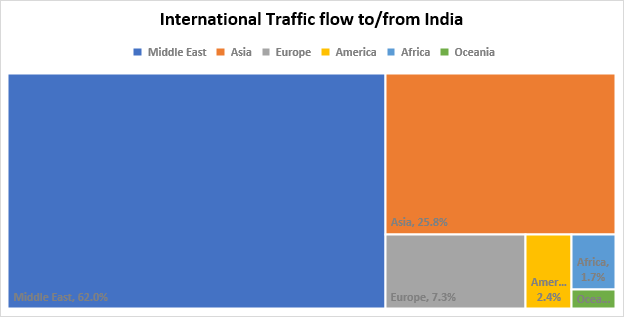 International Traffic flow to/from India
Middle East Asia Europe America Africa Oceania
Asia, 25.8%
Africa,
1.7%
Amer...
2.4%
Middle East, 62.0%
Europe, 7.3%
Ocea...